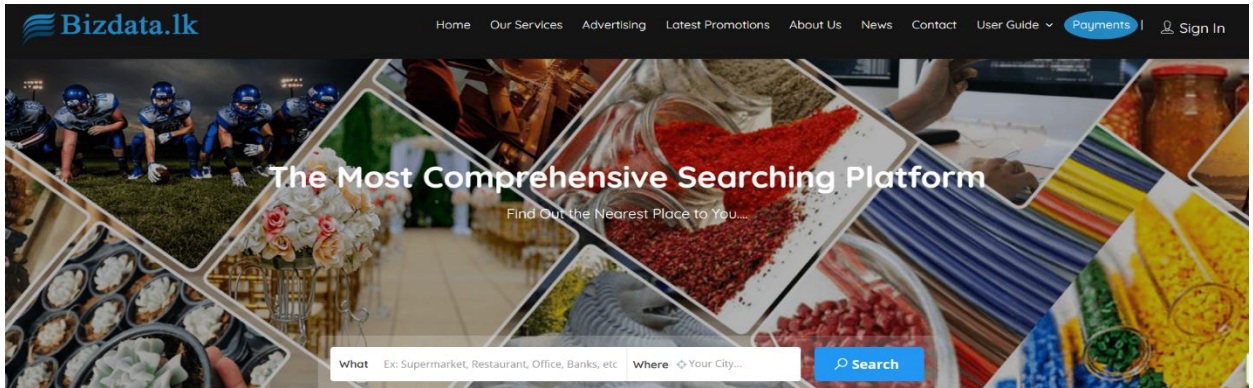 Bizdata.lk
Home Our Services Advertising Latest Promotions About Us News Contact User Guide Payments | Sign In
The Most Comprehensive Searching Platform
Find Out the Nearest Place to You....
What Ex: Supermarket, Restaurant, Office, Banks, etc Where Your City... Search